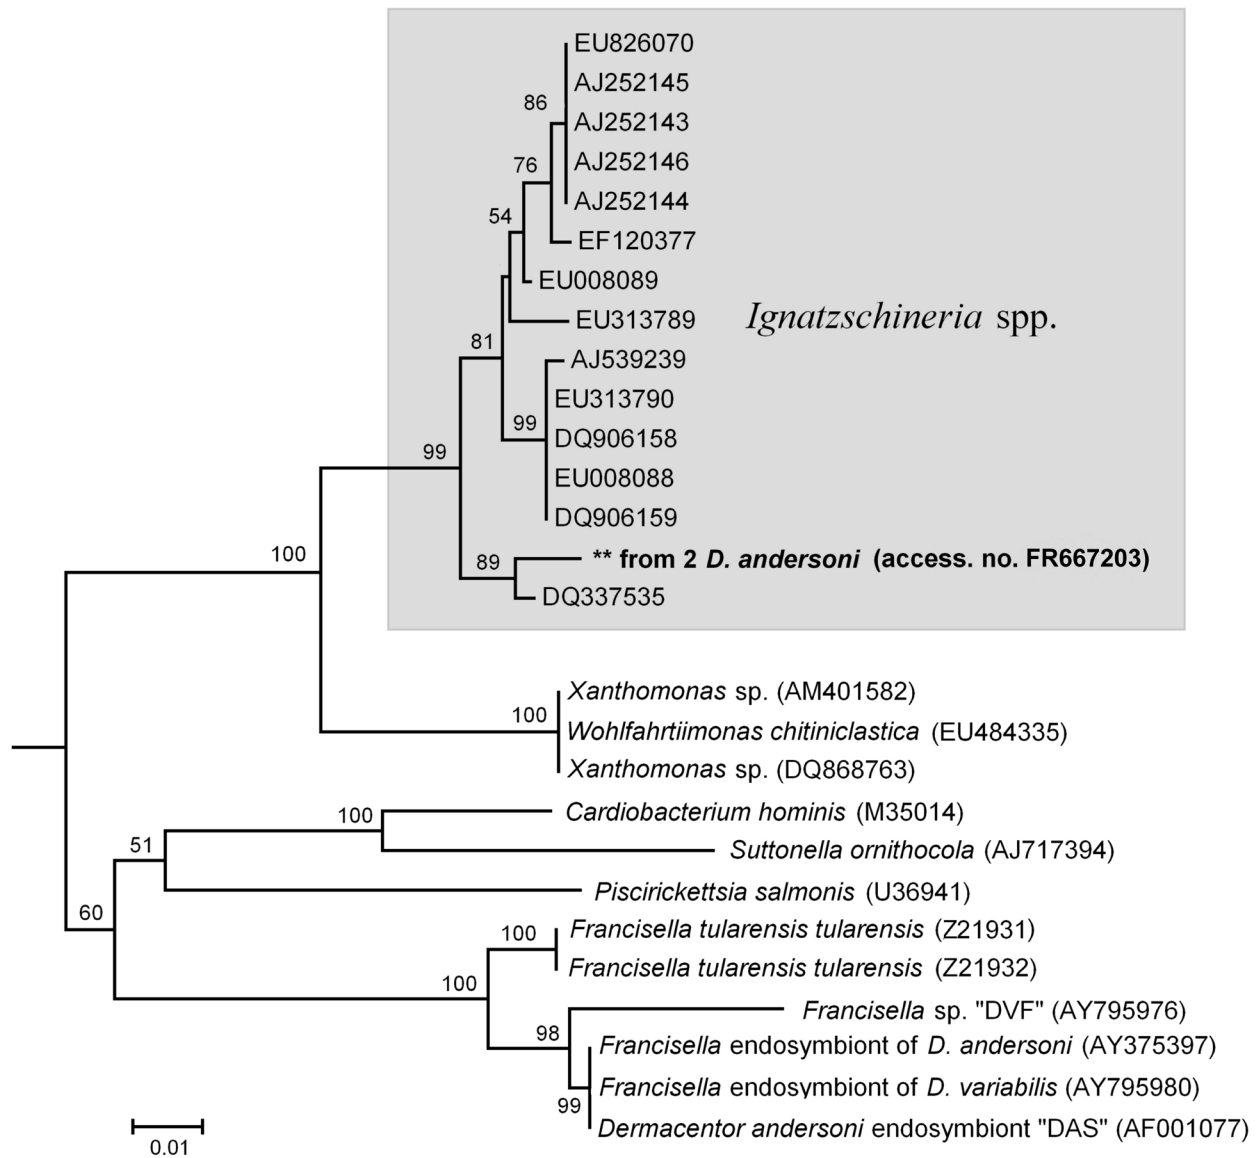 EU826070
AJ252145
86
AJ252143
AJ252146
76
AJ252144
54
EF120377
EU008089
EU313789
Ignatzschineria spp.
81
AJ539239
EU313790
99
DQ906158
99
EU008088
DQ906159
100
89
** from 2 D. andersoni (access. no. FR667203)
DQ337535
Xanthomonas sp. (AM401582)
100
Wohlfahrtiimonas chitiniclastica (EU484335)
Xanthomonas sp. (DQ868763)
100
Cardiobacterium hominis (M35014)
51
Suttonella ornithocola (AJ717394)
Piscirickettsia salmonis (U36941)
60
100
Francisella tularensis tularensis (Z21931)
Francisella tularensis tularensis (Z21932)
100
Francisella sp. "DVF" (AY795976)
98
Francisella endosymbiont of D. andersoni (AY375397)
Francisella endosymbiont of D. variabilis (AY795980)
99
Dermacentor andersoni endosymbiont "DAS" (AF001077)
0.01